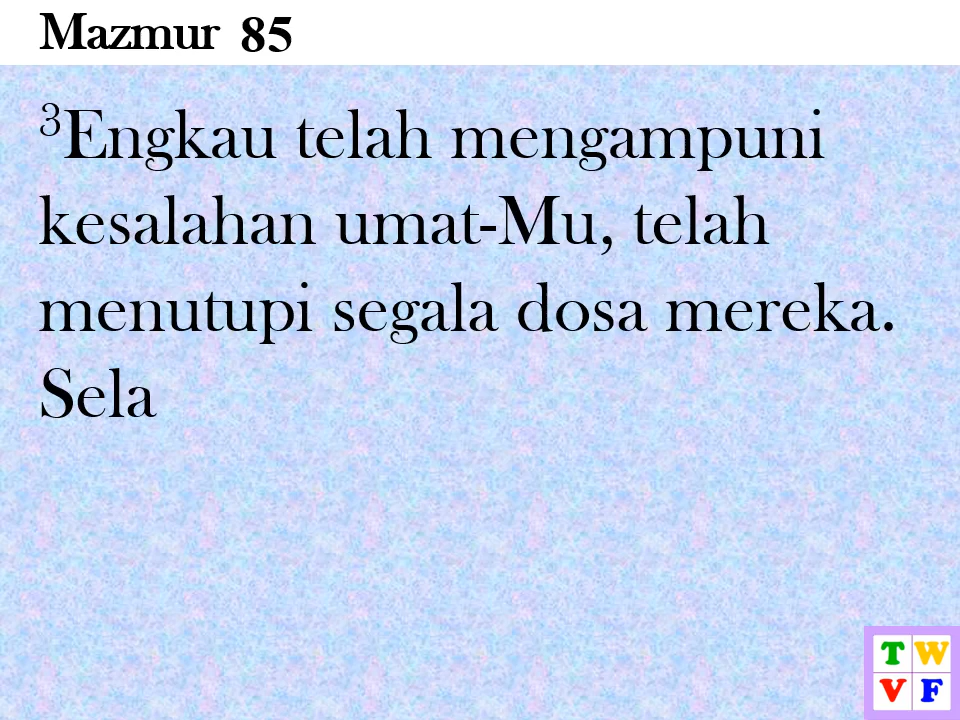 Mazmur 85
³Engkau telah mengampuni
kesalahan umat-Mu, telah
menutupi segala dosa mereka.
Sela
T W
V F